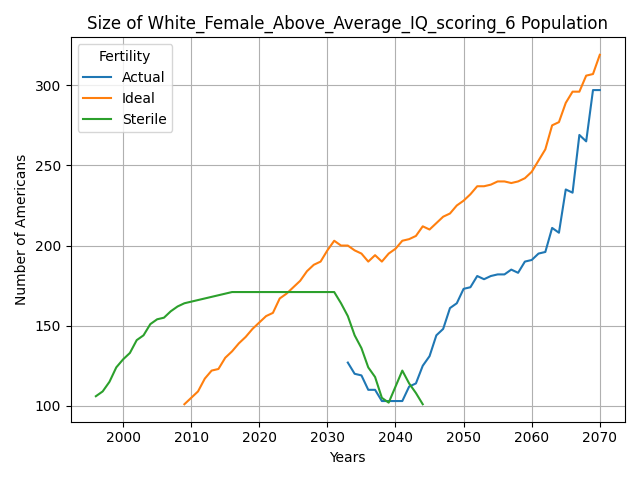 Size of White_Female_Above_Average_IQ_scoring_6 Population
Fertility
Actual
Ideal
Sterile
Number of Americans
300
250
200
150
100
2000 2010 2020 2030 2040 2050 2060 2070
Years